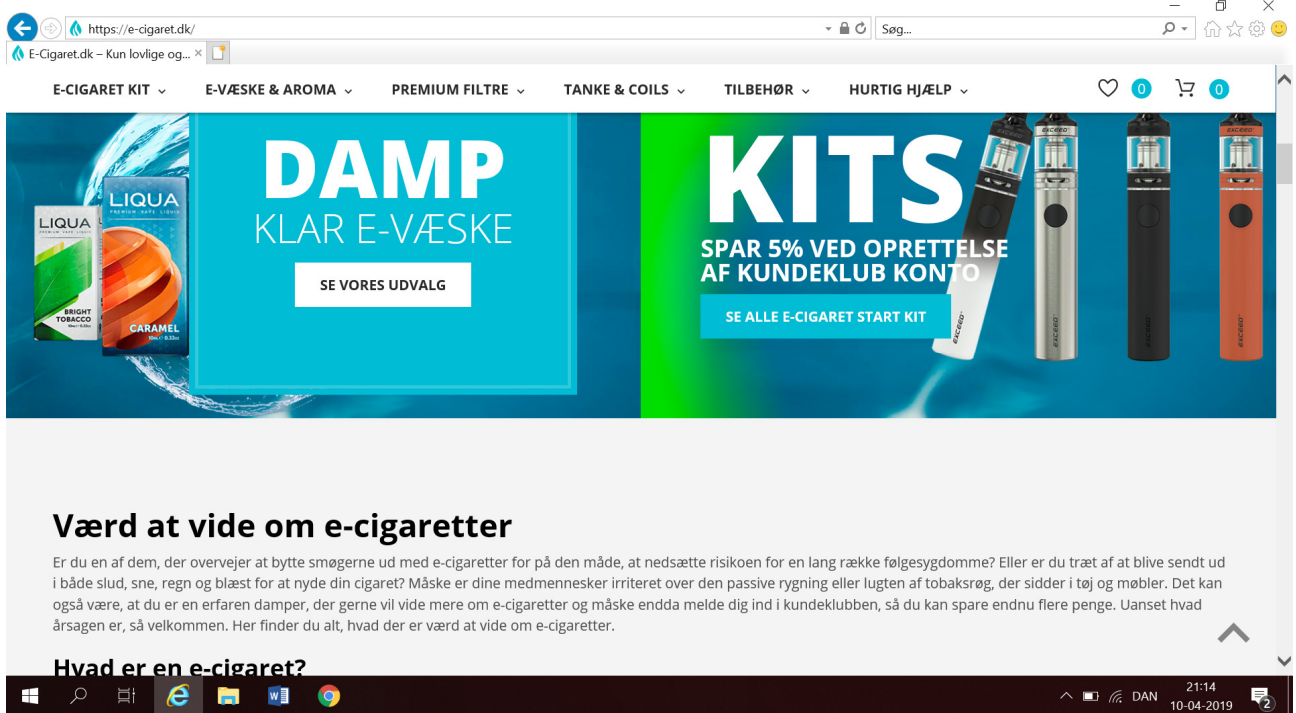 https://e-cigaret.dk/
Søg...
E-Cigaret.dk – Kun lovlige og...
E-CIGARET KIT
E-VÆSKE & AROMA
PREMIUM FILTRE
TANKE & COILS
TILBEHØR
HURTIG HJÆLP
0
0
DAMP
KLAR E-VÆSKE
SE VORES UDVALG
LIQUA
PREMIUM VAPE LIQUID
BRIGHT
TOBACCO
LIQUA
PREMIUM VAPE LIQUID
CARAMEL
KITS
SPAR 5% VED OPRETTELSE
AF KUNDEKLUB KONTO
SE ALLE E-CIGARET START KIT
EXCEED
EXCEED
EXCEED
EXCEED
EXCEED
EXCEED
Værd at vide om e-cigaretter
Er du en af dem, der overvejer at bytte smøgerne ud med e-cigaretter for på den måde, at nedsætte risikoen for en lang række følgesygdomme? Eller er du træt af at blive sendt ud
i både slud, sne, regn og blæst for at nyde din cigaret? Måske er dine medmennesker irriteret over den passive rygning eller lugten af tobaksrøg, der sidder i tøj og møbler. Det kan
også være, at du er en erfaren damper, der gerne vil vide mere om e-cigaretter og måske endda melde dig ind i kundeklubben, så du kan spare endnu flere penge. Uanset hvad
årsagen er, så velkommen. Her finder du alt, hvad der er værd at vide om e-cigaretter.
Hvad er en e-cigaret?
DAN
21:14
10-04-2019
2